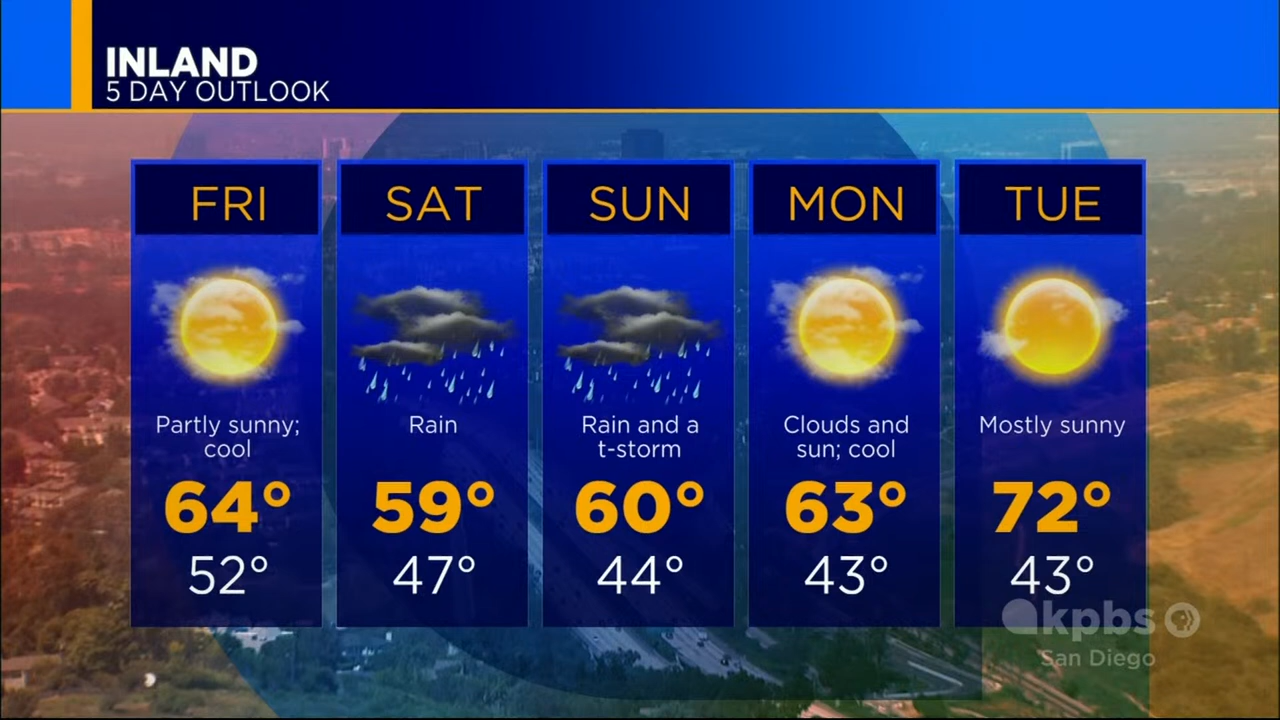 INLAND
5 DAY OUTLOOK
FRI
Partly sunny;
cool
64°
52°
SAT
Rain
59°
47°
SUN
Rain and a
t-storm
60°
44°
MON
Clouds and
sun; cool
63°
43°
TUE
Mostly sunny
72°
43°
kpbs
San Diego